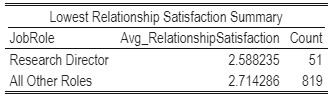 Lowest Relationship Satisfaction Summary
JobRole Avg_RelationshipSatisfaction Count
Research Director 2.588235 51
All Other Roles 2.714286 819